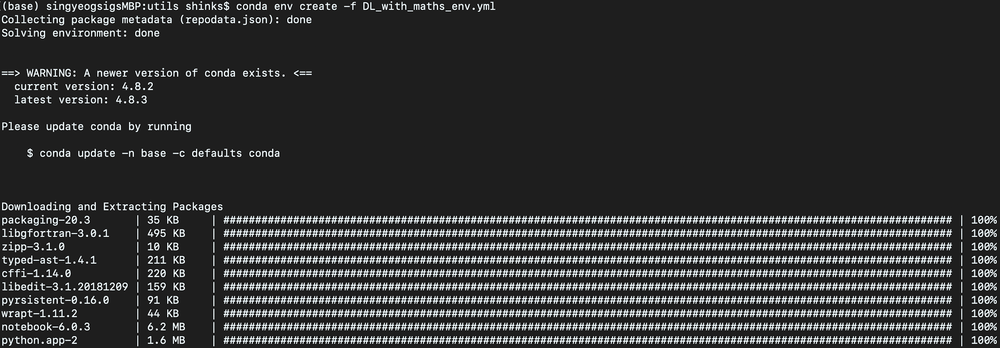 (base) singyeogsigsMBP:utils shinks$ conda env create -f DL_with_maths_env.yml
Collecting package metadata (repodata.json): done
Solving environment: done
==> WARNING: A newer version of conda exists. <==
  current version: 4.8.2
  latest version: 4.8.3
Please update conda by running
    $ conda update -n base -c defaults conda
Downloading and Extracting Packages
packaging-20.3       | 35 KB     | ################################################################################################################### | 100%
libgfortran-3.0.1    | 495 KB    | ################################################################################################################### | 100%
zipp-3.1.0           | 10 KB     | ################################################################################################################### | 100%
typed-ast-1.4.1      | 211 KB    | ################################################################################################################### | 100%
cffi-1.14.0          | 220 KB    | ################################################################################################################### | 100%
libedit-3.1.20181209 | 159 KB    | ################################################################################################################### | 100%
pyrsistent-0.16.0    | 91 KB     | ################################################################################################################### | 100%
wrapt-1.11.2         | 44 KB     | ################################################################################################################### | 100%
notebook-6.0.3       | 6.2 MB    | ################################################################################################################### | 100%
python.app-2         | 1.6 MB    | ################################################################################################################### | 100%